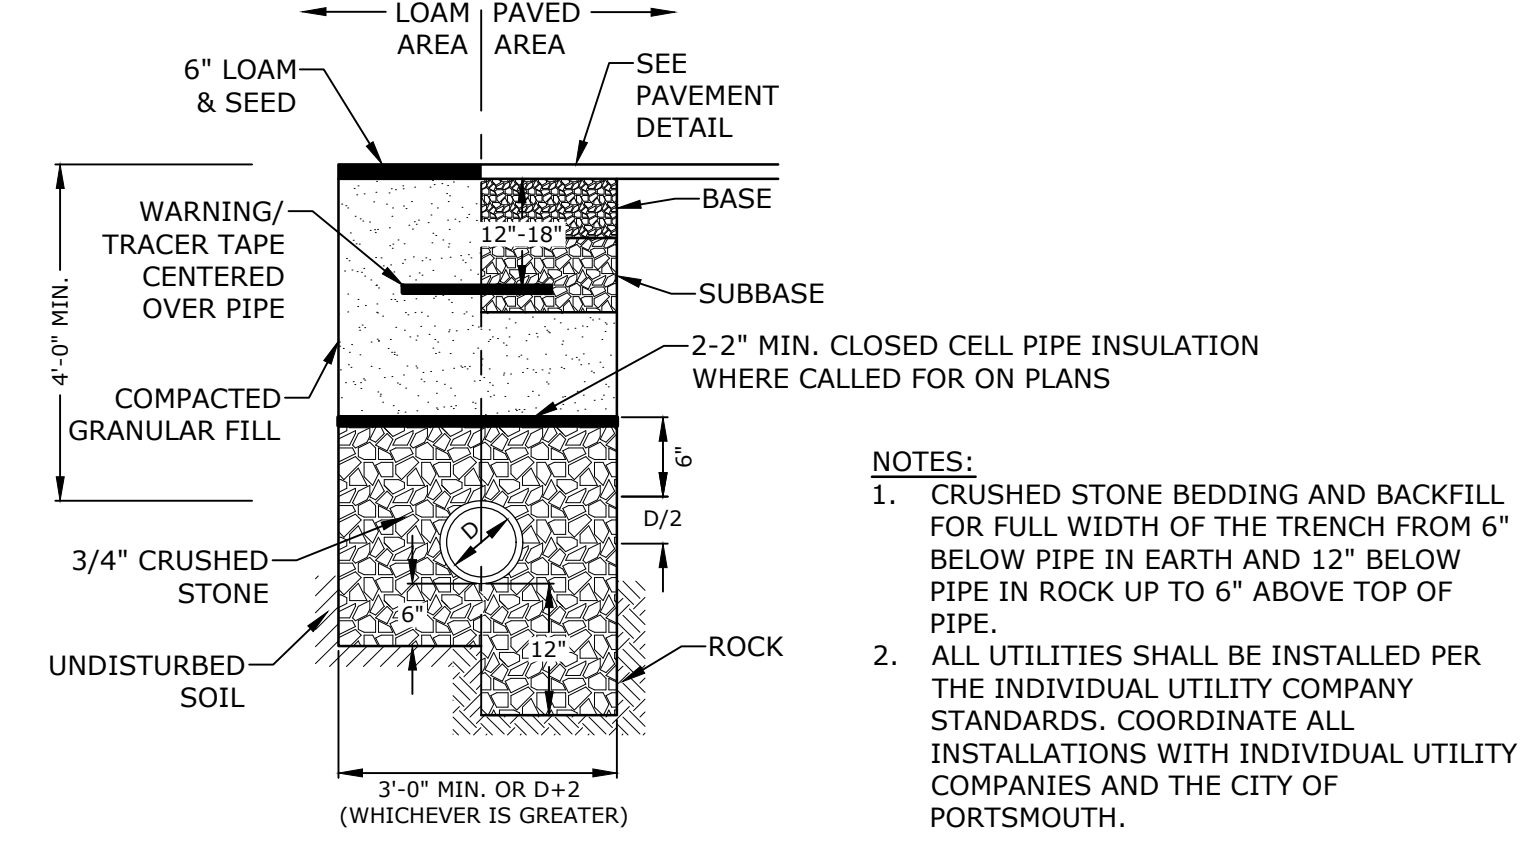 LOAM
AREA
PAVED
AREA
6" LOAM
& SEED
SEE
PAVEMENT
DETAIL
WARNING/
TRACER TAPE
CENTERED
OVER PIPE
BASE
12"-18"
SUBBASE
4'-0" MIN.
2-2" MIN. CLOSED CELL PIPE INSULATION
WHERE CALLED FOR ON PLANS
COMPACTED
GRANULAR FILL
6"
D/2
D
3/4" CRUSHED
STONE
6"
12"
UNDISTURBED
SOIL
ROCK
3'-0" MIN. OR D+2
(WHICHEVER IS GREATER)
NOTES:
1. CRUSHED STONE BEDDING AND BACKFILL
FOR FULL WIDTH OF THE TRENCH FROM 6"
BELOW PIPE IN EARTH AND 12" BELOW
PIPE IN ROCK UP TO 6" ABOVE TOP OF
PIPE.
2. ALL UTILITIES SHALL BE INSTALLED PER
THE INDIVIDUAL UTILITY COMPANY
STANDARDS. COORDINATE ALL
INSTALLATIONS WITH INDIVIDUAL UTILITY
COMPANIES AND THE CITY OF
PORTSMOUTH.